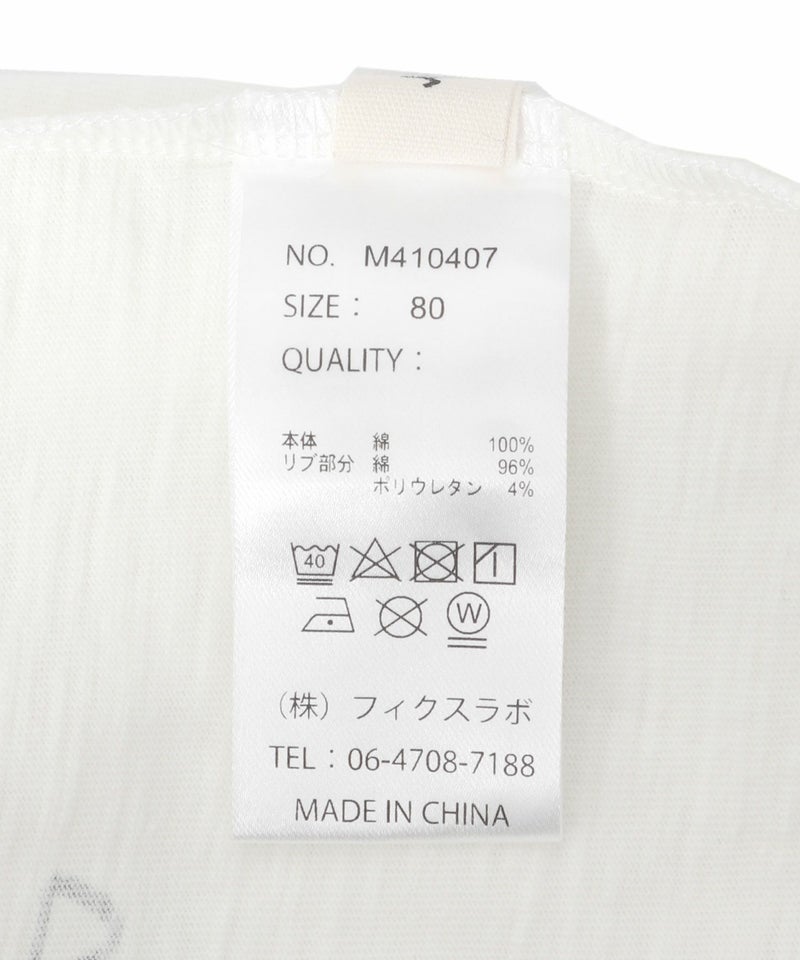 NO. M410407
SIZE： 80
QUALITY：
本体 綿 100%
リブ部分 綿 96%
ポリウレタン 4%
40
W
（株）フィクスラボ
TEL：06-4708-7188
MADE IN CHINA